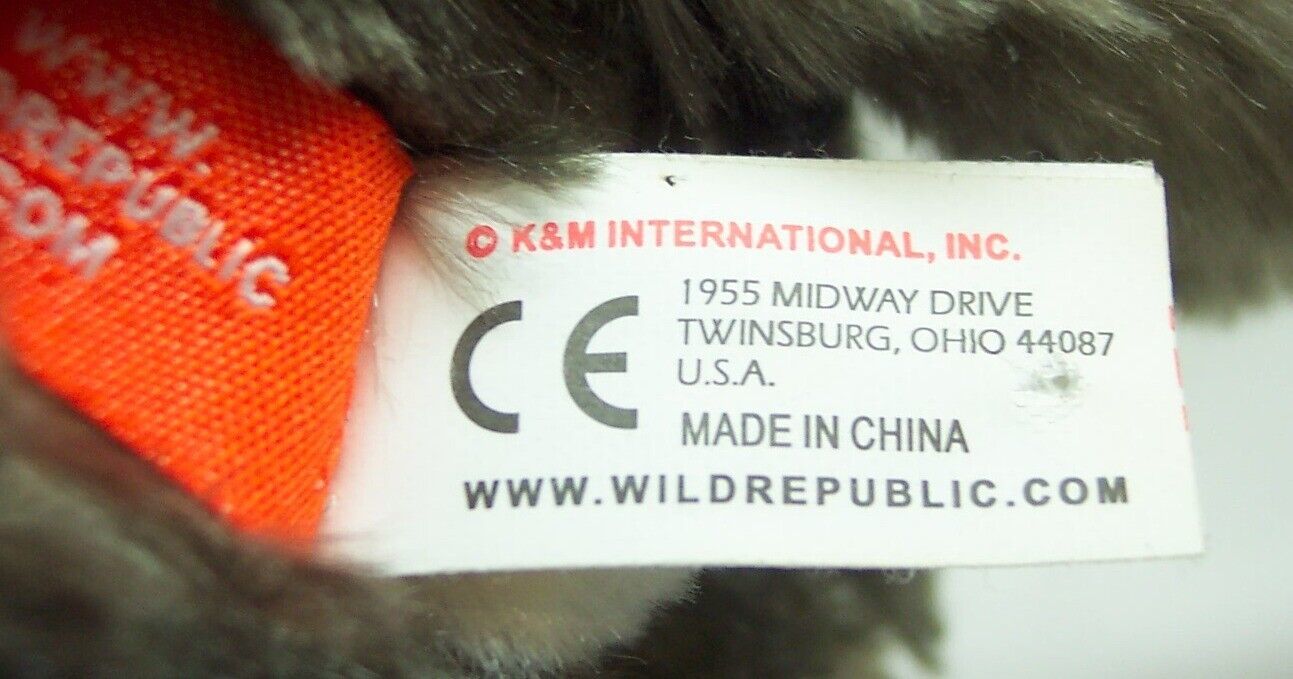 WWW.
REPUBLIC
COM
© K&M INTERNATIONAL, INC.
CE
1955 MIDWAY DRIVE
TWINSBURG, OHIO 44087
U.S.A.
MADE IN CHINA
WWW.WILDREPUBLIC.COM